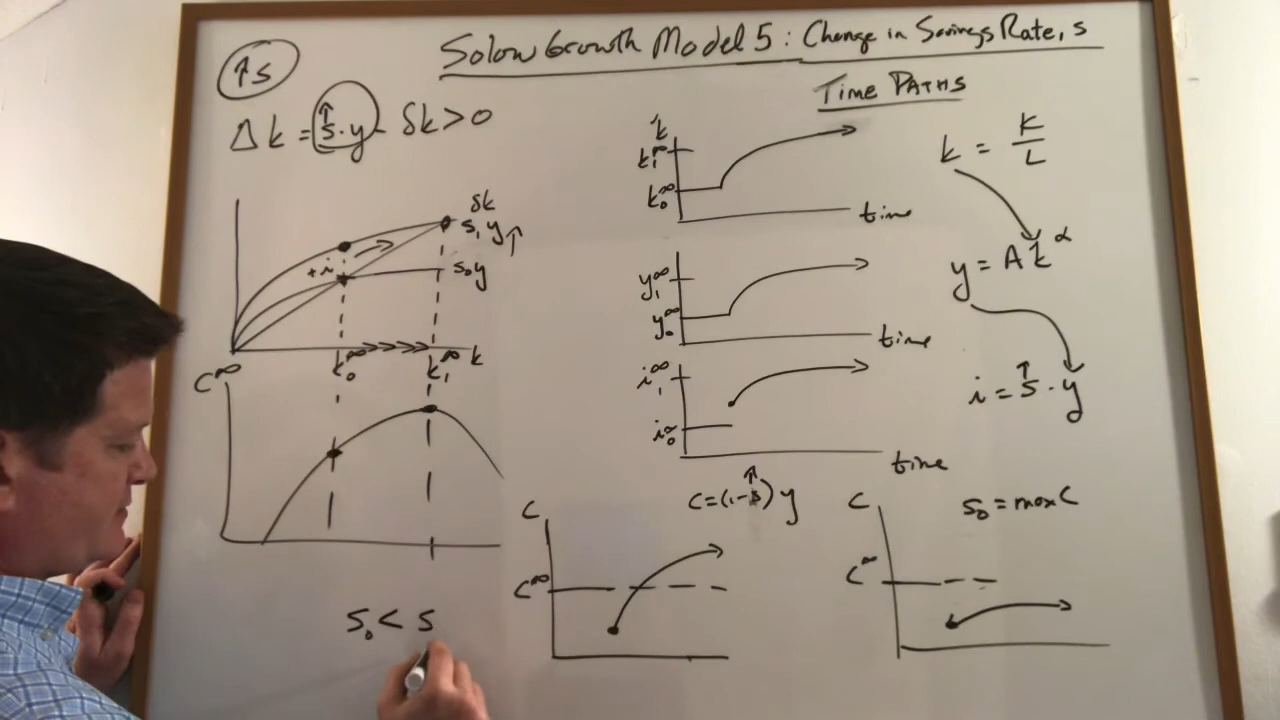 Solow Growth Model 5: Change in Savings Rate, s
↑s
Δk = s↑·y - δk > 0
δk
s₁y↑
+i
s₀y
k₀^∞ k₁^∞ k
C^∞
s₀ < s
TIME PATHS
k
k₁^∞
k₀^∞
time
y₁^∞
y₀^∞
time
i₁^∞
i₀^∞
time
k = K/L
y = Ak^α
i = s↑·y
C
c = (1-s↑)y
C^∞
C
s₀ = max C
C^∞